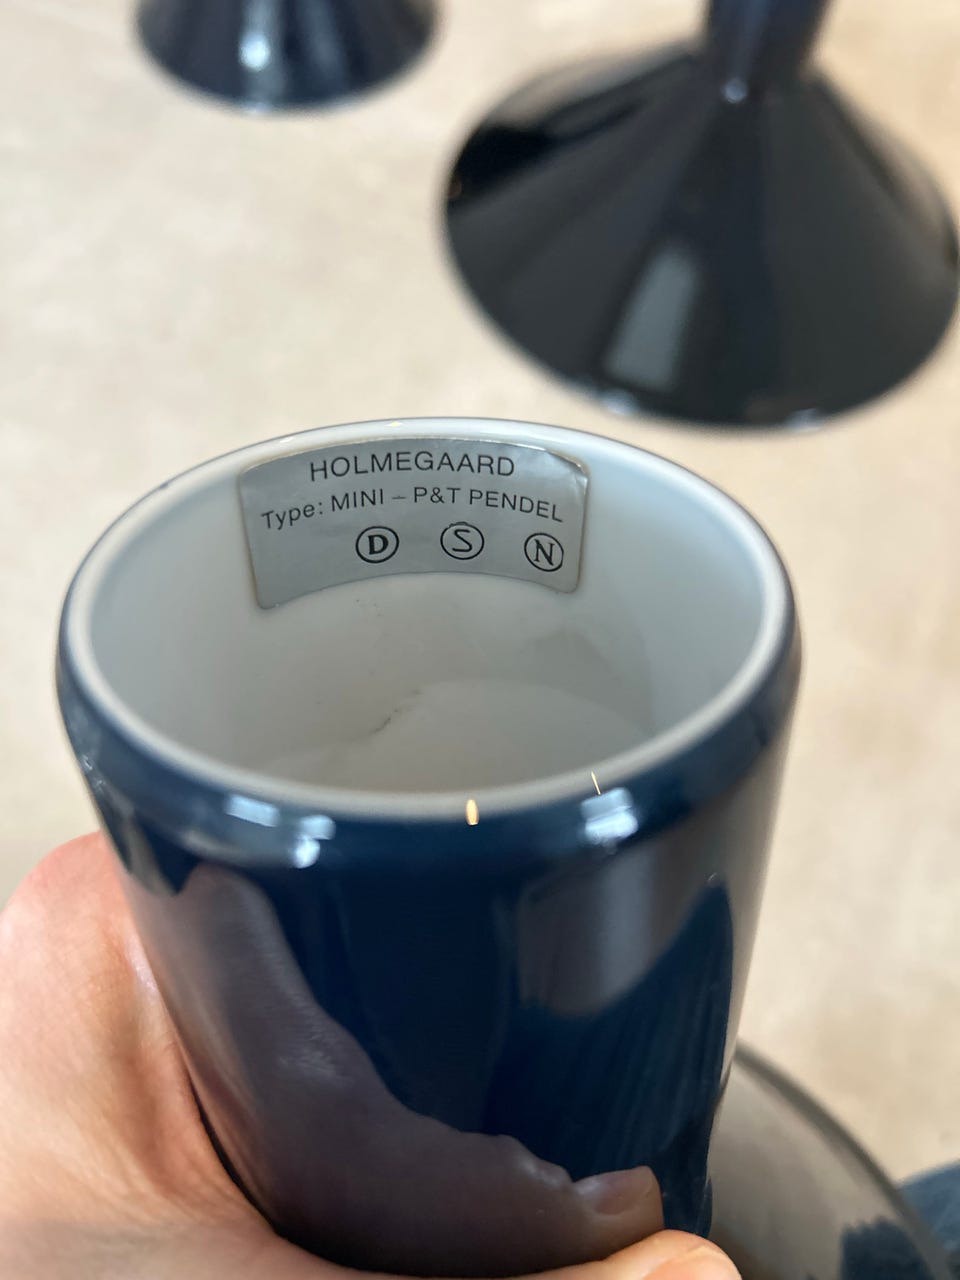 HOLMEGAARD
Type: MINI – P&T PENDEL
D S N